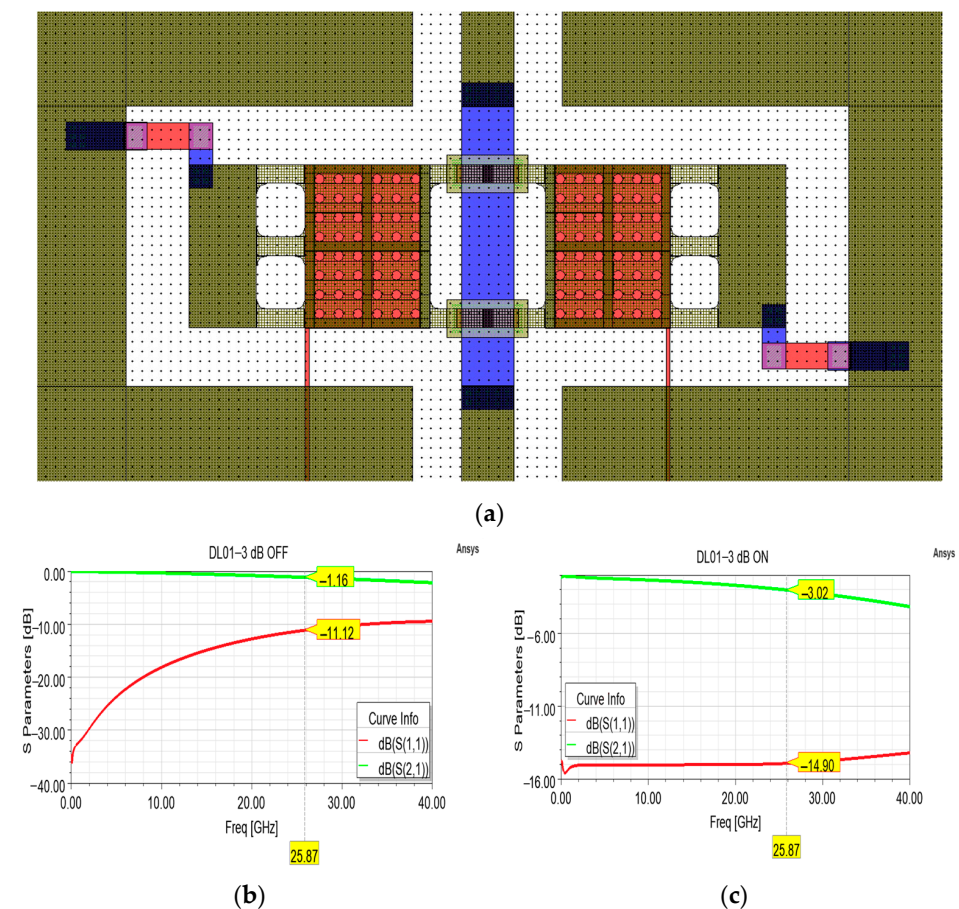 (a)
DL01–3 dB OFF
Ansys
0.00
–10.00
–20.00
–30.00
–40.00
S Parameters [dB]
–1.16
–11.12
Curve Info
dB(S(1,1))
dB(S(2,1))
0.00 10.00 20.00 30.00 40.00
Freq [GHz]
25.87
(b)
DL01–3 dB ON
Ansys
–6.00
–11.00
–16.00
S Parameters [dB]
–3.02
–14.90
Curve Info
dB(S(1,1))
dB(S(2,1))
0.00 10.00 20.00 30.00 40.00
Freq [GHz]
25.87
(c)